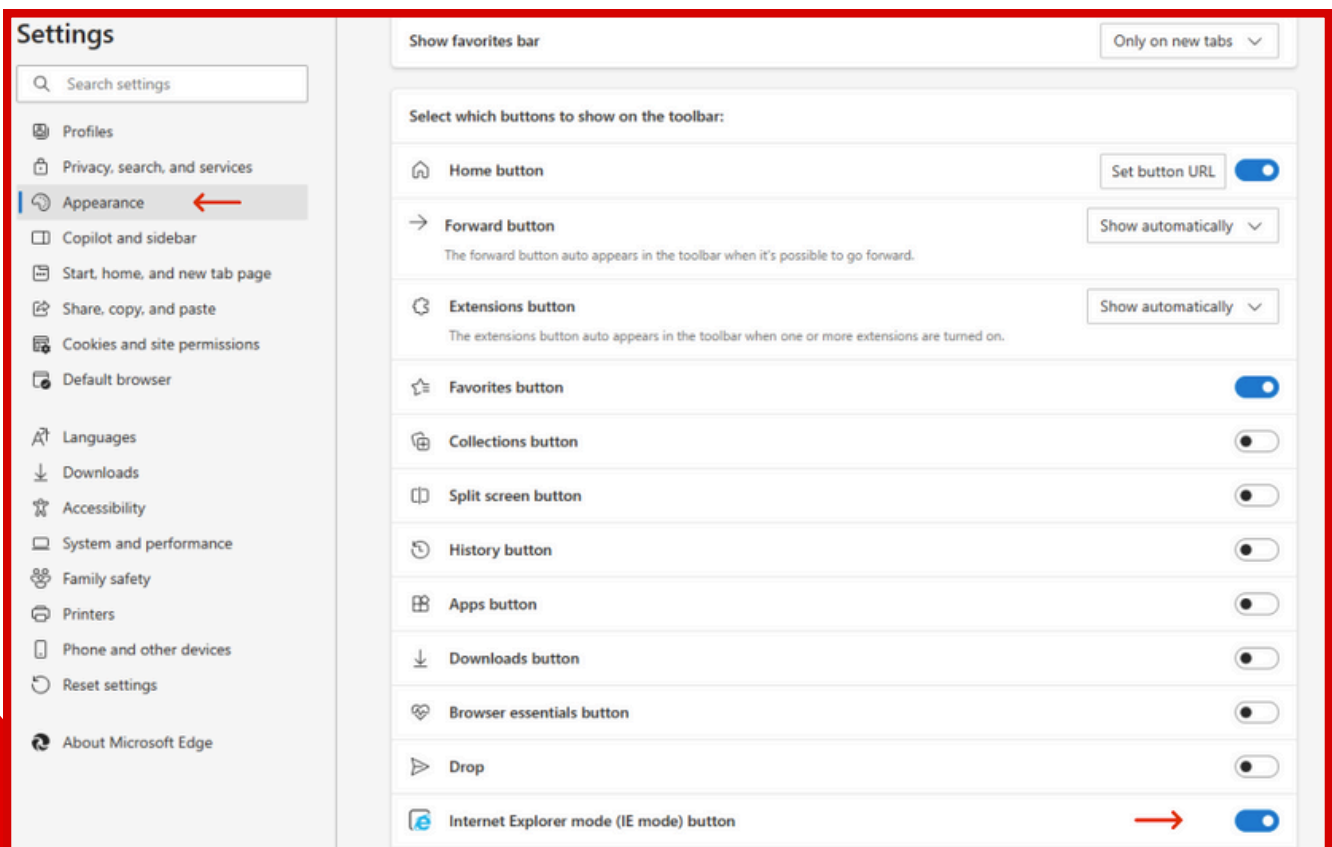 Settings
Search settings
Profiles
Privacy, search, and services
Appearance
Copilot and sidebar
Start, home, and new tab page
Share, copy, and paste
Cookies and site permissions
Default browser
Languages
Downloads
Accessibility
System and performance
Family safety
Printers
Phone and other devices
Reset settings
About Microsoft Edge
Show favorites bar Only on new tabs
Select which buttons to show on the toolbar:
Home button Set button URL
Forward button Show automatically
The forward button auto appears in the toolbar when it's possible to go forward.
Extensions button Show automatically
The extensions button auto appears in the toolbar when one or more extensions are turned on.
Favorites button
Collections button
Split screen button
History button
Apps button
Downloads button
Browser essentials button
Drop
Internet Explorer mode (IE mode) button